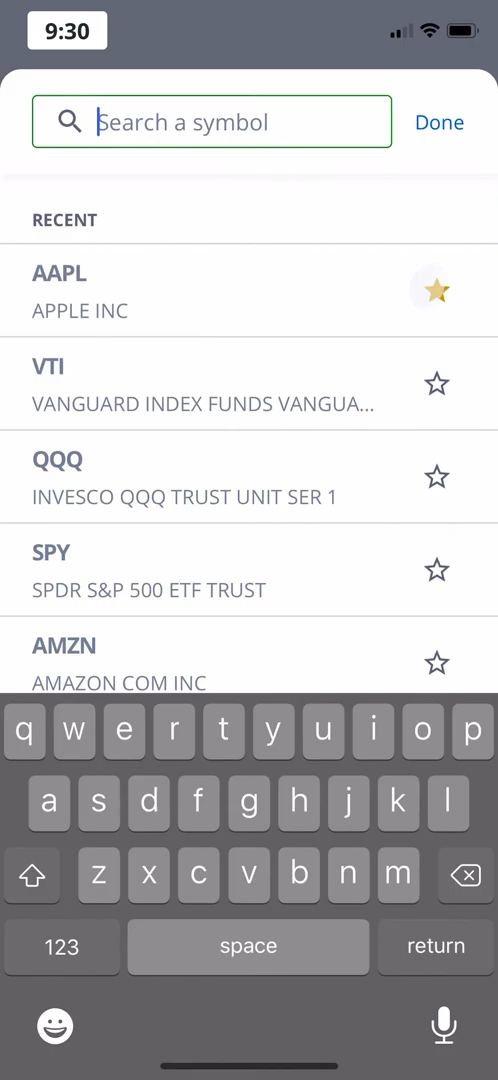 9:30
Search a symbol
Done
RECENT
AAPL
APPLE INC
VTI
VANGUARD INDEX FUNDS VANGUA...
QQQ
INVESCO QQQ TRUST UNIT SER 1
SPY
SPDR S&P 500 ETF TRUST
AMZN
AMAZON COM INC
q w e r t y u i o p
a s d f g h j k l
z x c v b n m
123 space return